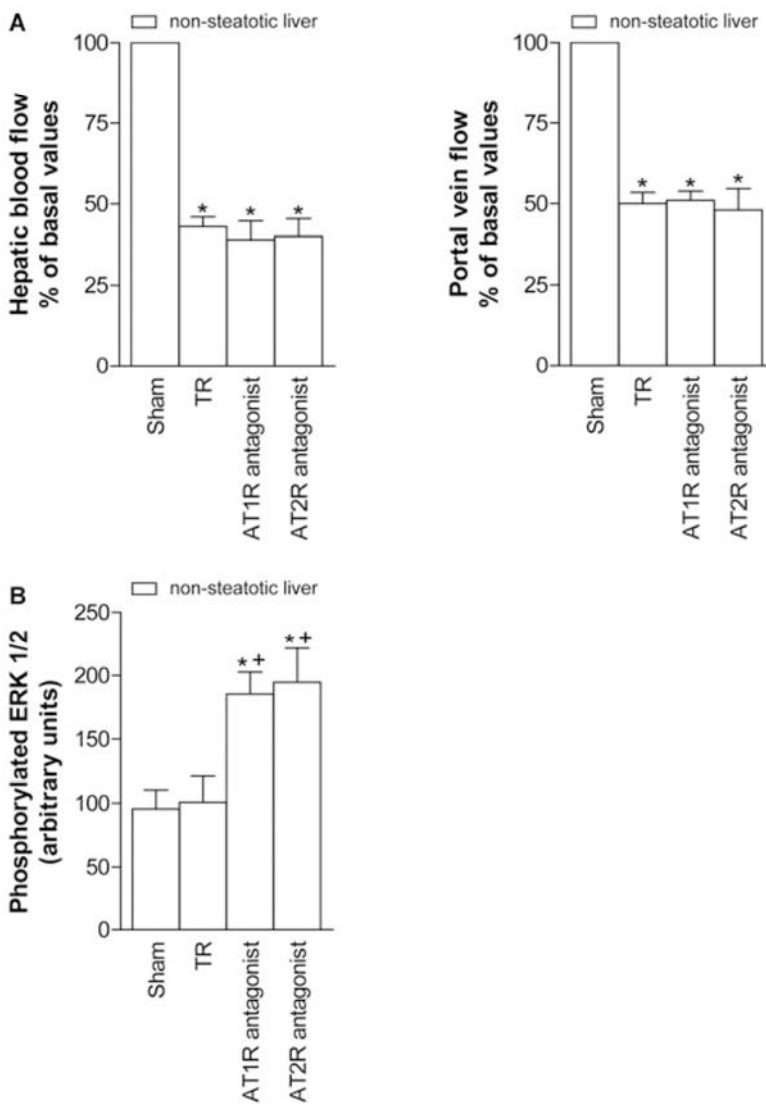 A
non-steatotic liver
Hepatic blood flow
% of basal values
100
75
50
25
0
* * *
Sham
TR
AT1R antagonist
AT2R antagonist
non-steatotic liver
Portal vein flow
% of basal values
100
75
50
25
0
* * *
Sham
TR
AT1R antagonist
AT2R antagonist
B
non-steatotic liver
Phosphorylated ERK 1/2
(arbitrary units)
250
200
150
100
50
0
*+ *+
Sham
TR
AT1R antagonist
AT2R antagonist